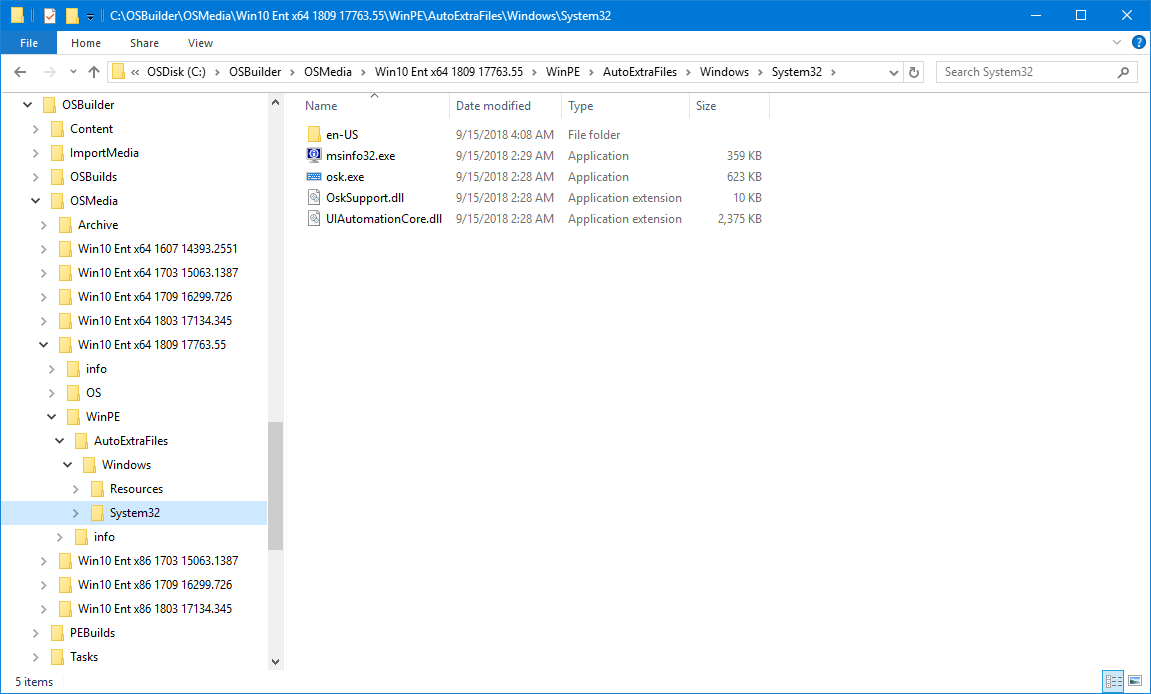 C:\OSBuilder\OSMedia\Win10 Ent x64 1809 17763.55\WinPE\AutoExtraFiles\Windows\System32
File Home Share View
« OSDisk (C:) › OSBuilder › OSMedia › Win10 Ent x64 1809 17763.55 › WinPE › AutoExtraFiles › Windows › System32 ›
Search System32
OSBuilder
Content
ImportMedia
OSBuilds
OSMedia
Archive
Win10 Ent x64 1607 14393.2551
Win10 Ent x64 1703 15063.1387
Win10 Ent x64 1709 16299.726
Win10 Ent x64 1803 17134.345
Win10 Ent x64 1809 17763.55
info
OS
WinPE
AutoExtraFiles
Windows
Resources
System32
info
Win10 Ent x86 1703 15063.1387
Win10 Ent x86 1709 16299.726
Win10 Ent x86 1803 17134.345
PEBuilds
Tasks
Name Date modified Type Size
en-US 9/15/2018 4:08 AM File folder
msinfo32.exe 9/15/2018 2:29 AM Application 359 KB
osk.exe 9/15/2018 2:28 AM Application 623 KB
OskSupport.dll 9/15/2018 2:28 AM Application extension 10 KB
UIAutomationCore.dll 9/15/2018 2:28 AM Application extension 2,375 KB
5 items